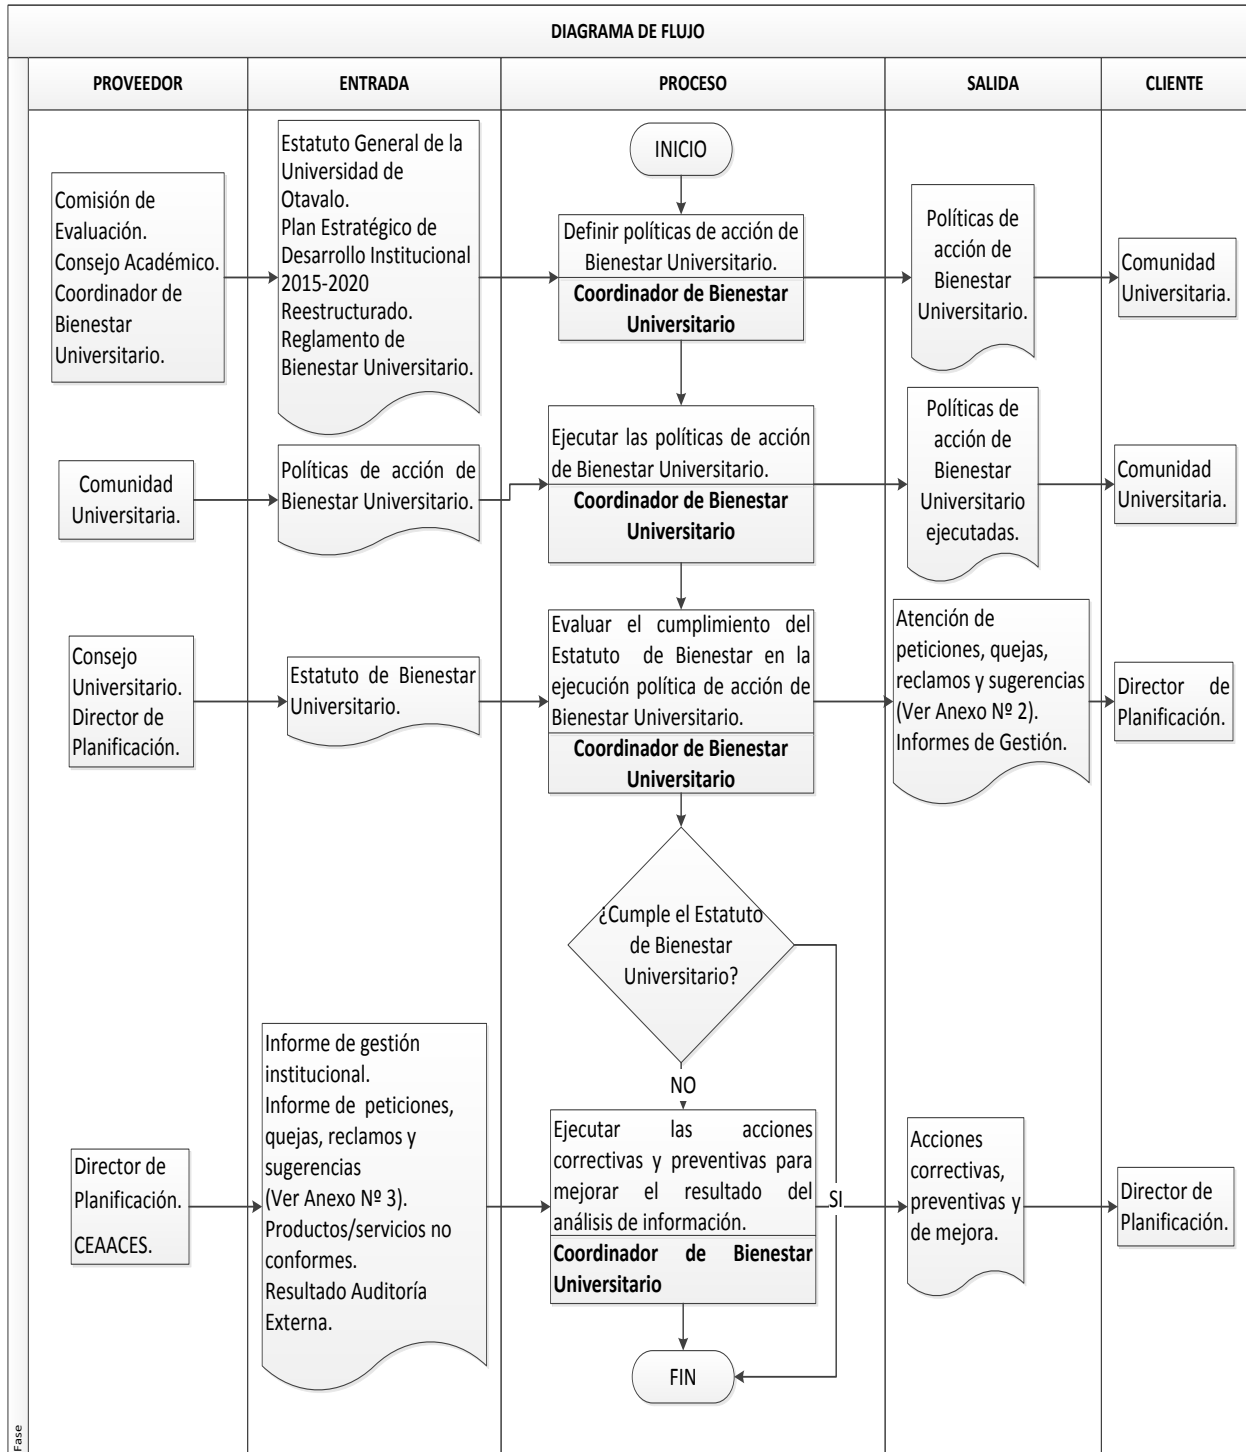 DIAGRAMA DE FLUJO
PROVEEDOR
ENTRADA
PROCESO
SALIDA
CLIENTE
Comisión de
Evaluación.
Consejo Académico.
Coordinador de
Bienestar
Universitario.
Estatuto General de la
Universidad de
Otavalo.
Plan Estratégico de
Desarrollo Institucional
2015-2020
Reestructurado.
Reglamento de
Bienestar Universitario.
INICIO
Definir políticas de acción de
Bienestar Universitario.
Coordinador de Bienestar
Universitario
Políticas de
acción de
Bienestar
Universitario.
Comunidad
Universitaria.
Comunidad
Universitaria.
Políticas de acción de
Bienestar Universitario.
Ejecutar las políticas de acción
de Bienestar Universitario.
Coordinador de Bienestar
Universitario
Políticas de
acción de
Bienestar
Universitario
ejecutadas.
Comunidad
Universitaria.
Consejo
Universitario.
Director de
Planificación.
Estatuto de Bienestar
Universitario.
Evaluar el cumplimiento del
Estatuto de Bienestar en la
ejecución política de acción de
Bienestar Universitario.
Coordinador de Bienestar
Universitario
Atención de
peticiones, quejas,
reclamos y sugerencias
(Ver Anexo Nº 2).
Informes de Gestión.
Director de
Planificación.
¿Cumple el Estatuto
de Bienestar
Universitario?
NO
SI
Director de
Planificación.
CEAACES.
Informe de gestión
institucional.
Informe de peticiones,
quejas, reclamos y
sugerencias
(Ver Anexo Nº 3).
Productos/servicios no
conformes.
Resultado Auditoría
Externa.
Ejecutar las acciones
correctivas y preventivas para
mejorar el resultado del
análisis de información.
Coordinador de Bienestar
Universitario
Acciones
correctivas,
preventivas y
de mejora.
Director de
Planificación.
FIN
Fase